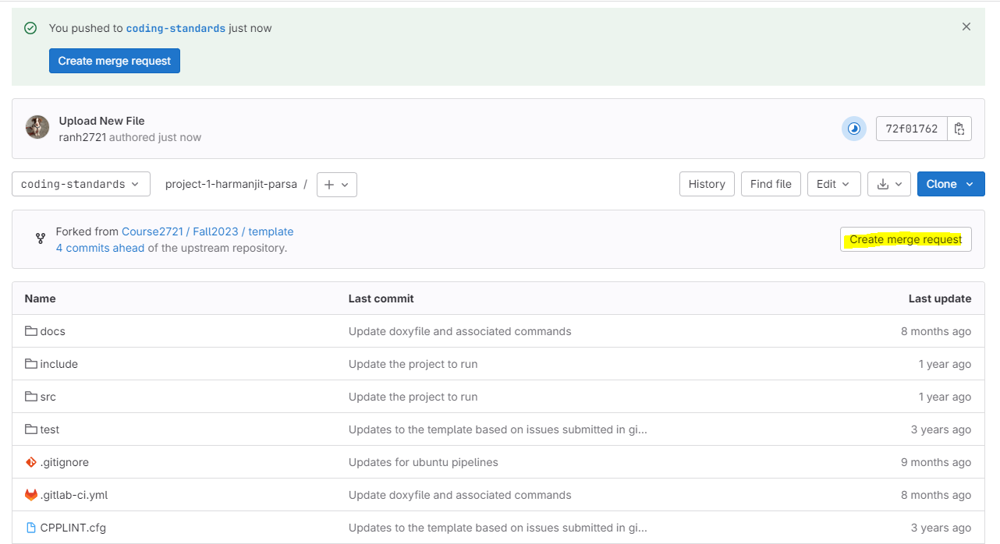 You pushed to coding-standards just now
Create merge request
Upload New File
ranh2721 authored just now
72f01762
coding-standards
project-1-harmanjit-parsa /
History
Find file
Edit
Clone
Forked from Course2721 / Fall2023 / template
4 commits ahead of the upstream repository.
Create merge request
Name Last commit Last update
docs Update doxyfile and associated commands 8 months ago
include Update the project to run 1 year ago
src Update the project to run 1 year ago
test Updates to the template based on issues submitted in gi... 3 years ago
.gitignore Updates for ubuntu pipelines 9 months ago
.gitlab-ci.yml Update doxyfile and associated commands 8 months ago
CPPLINT.cfg Updates to the template based on issues submitted in gi... 3 years ago